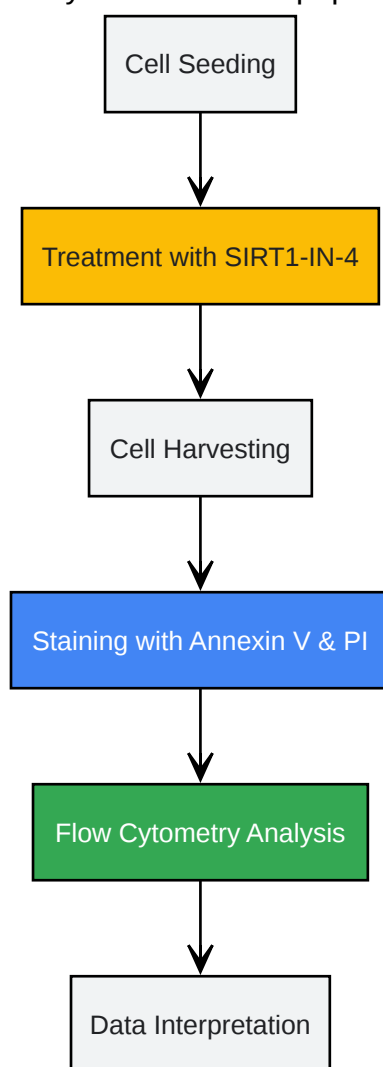 Cell Seeding
Treatment with SIRT1-IN-4
Cell Harvesting
Staining with Annexin V & PI
Flow Cytometry Analysis
Data Interpretation